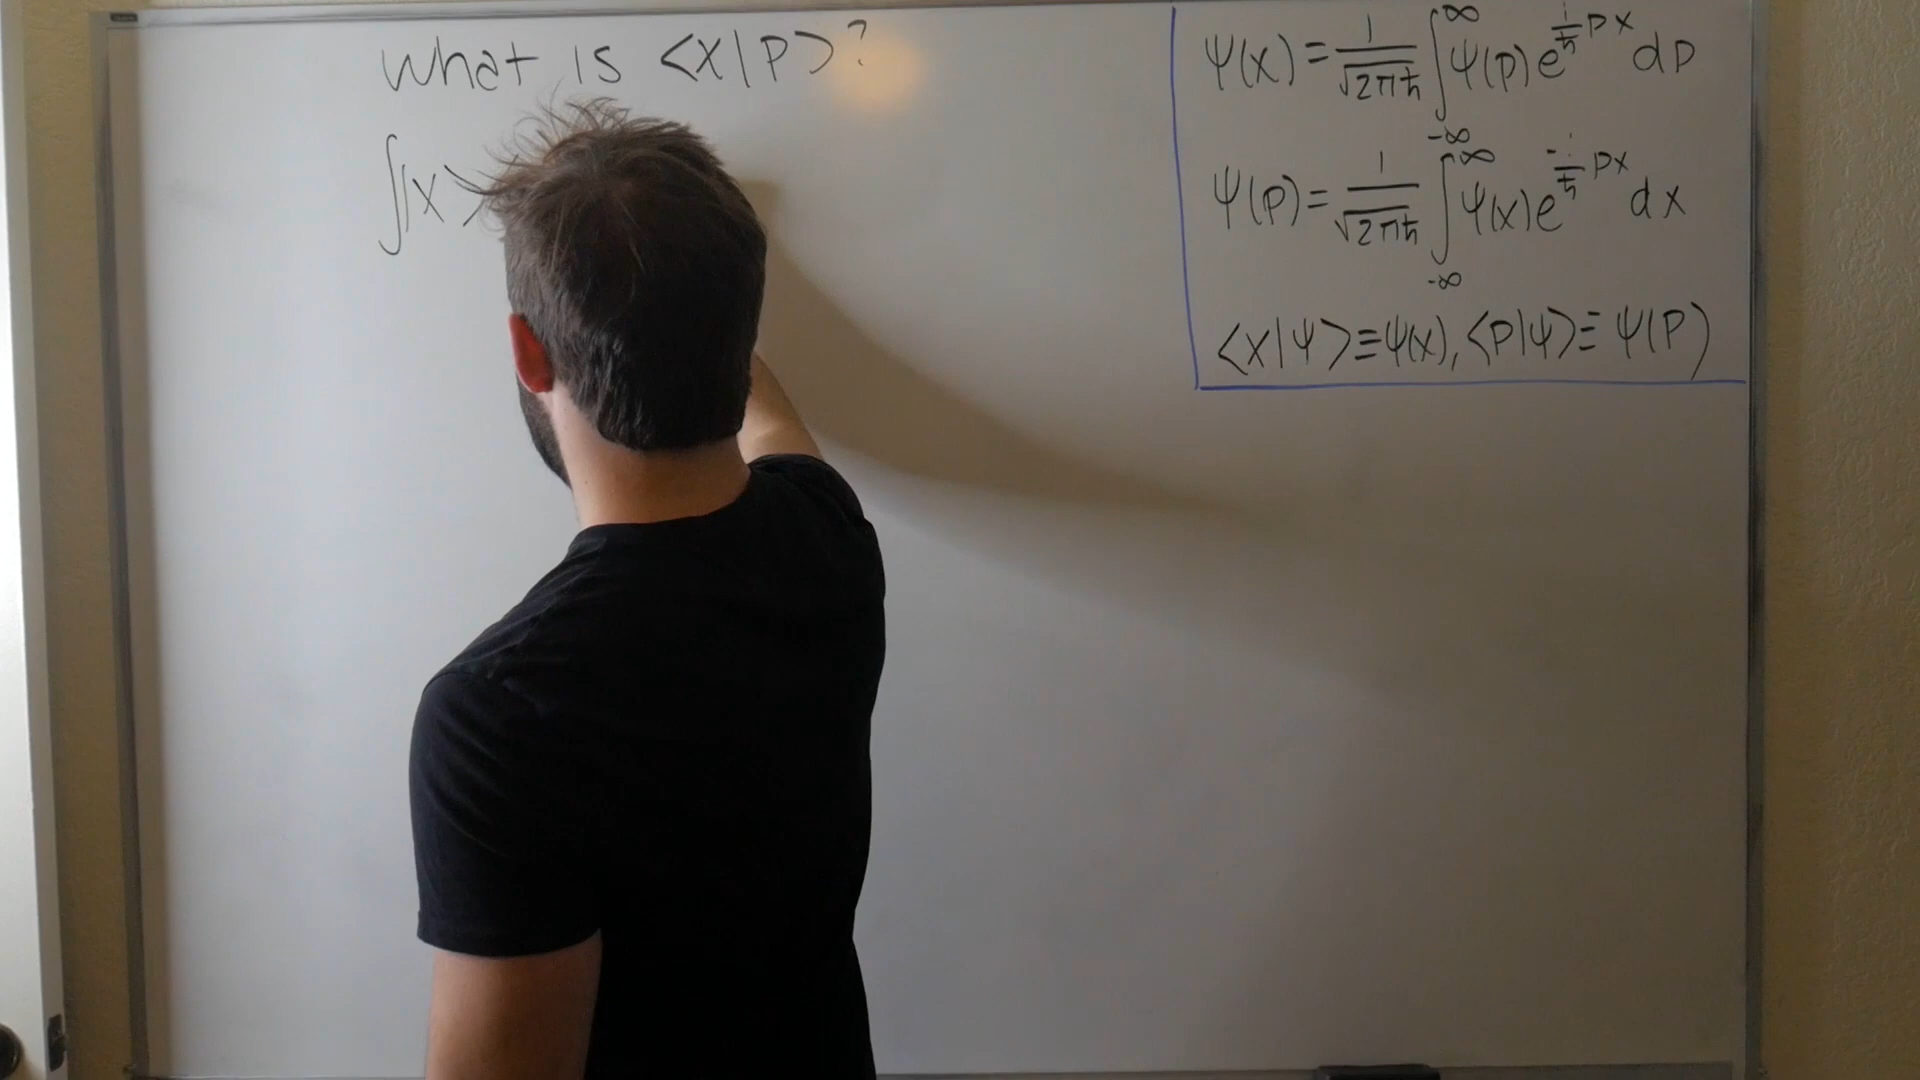 What is <x|p>?
∫|x>
ψ(x) = 1/√2πħ ∫_{-∞}^{∞} ψ(p) e^{i/ħ px} dp
ψ(p) = 1/√2πħ ∫_{-∞}^{∞} ψ(x) e^{-i/ħ px} dx
<x|ψ> ≡ ψ(x), <p|ψ> ≡ ψ(p)